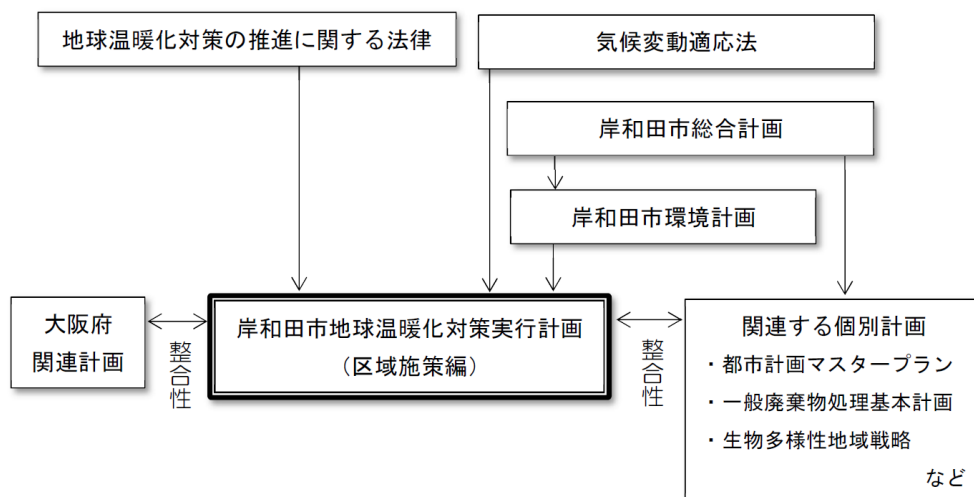 地球温暖化対策の推進に関する法律
気候変動適応法
岸和田市総合計画
岸和田市環境計画
大阪府
関連計画
整合性
岸和田市地球温暖化対策実行計画
（区域施策編）
整合性
関連する個別計画
・都市計画マスタープラン
・一般廃棄物処理基本計画
・生物多様性地域戦略
など